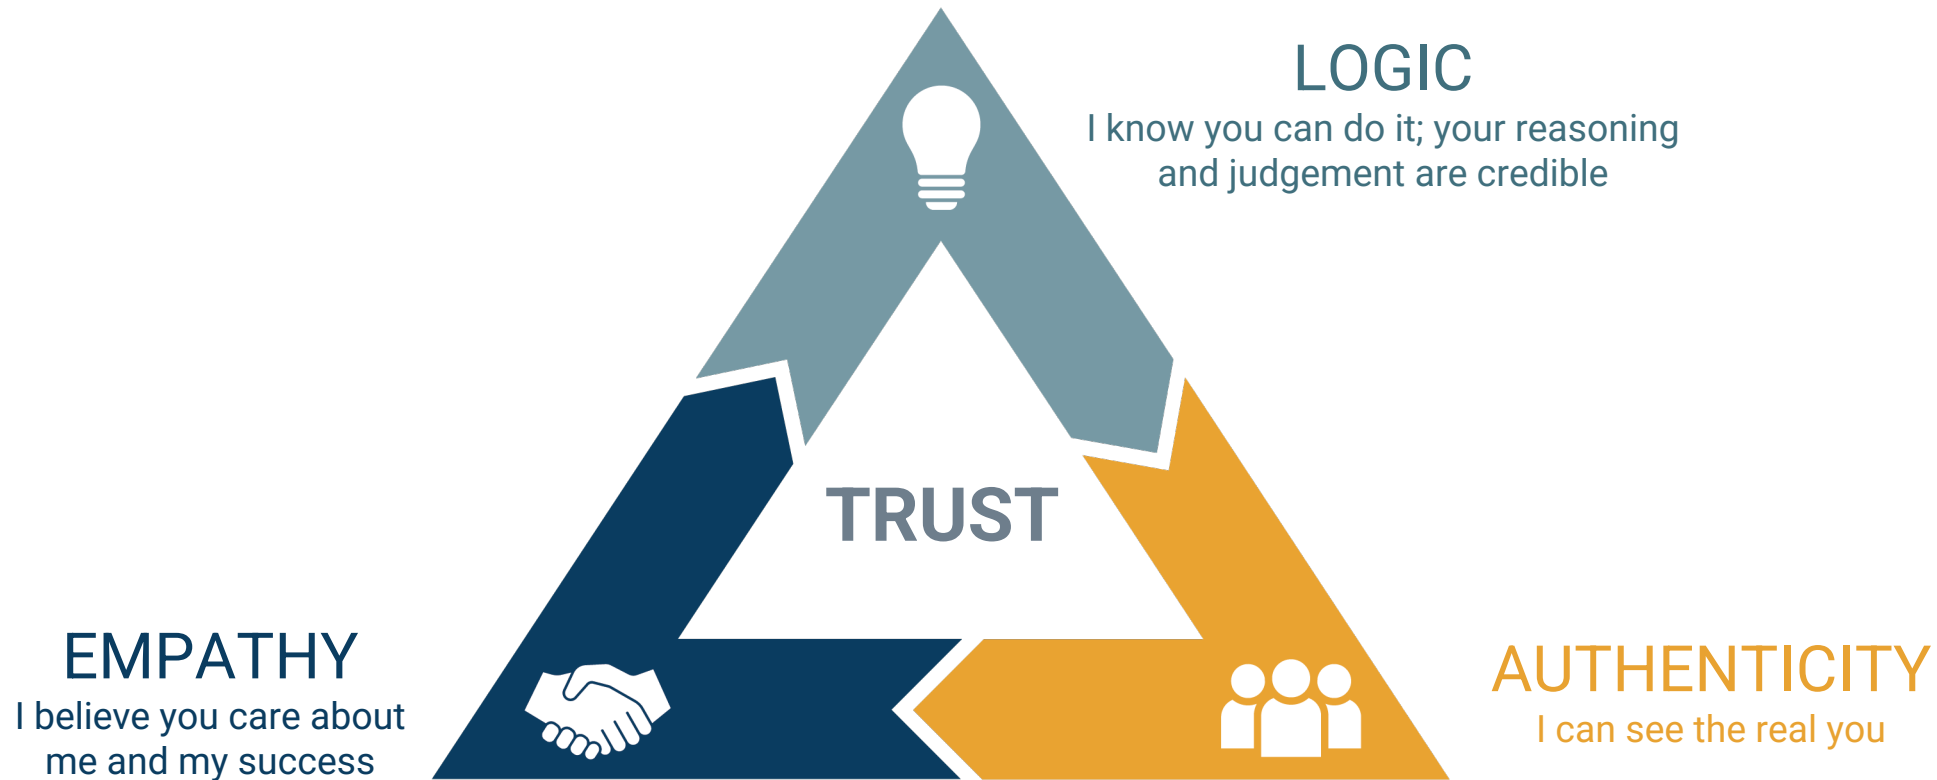 LOGIC
I know you can do it; your reasoning
and judgement are credible
TRUST
EMPATHY
I believe you care about
me and my success
AUTHENTICITY
I can see the real you